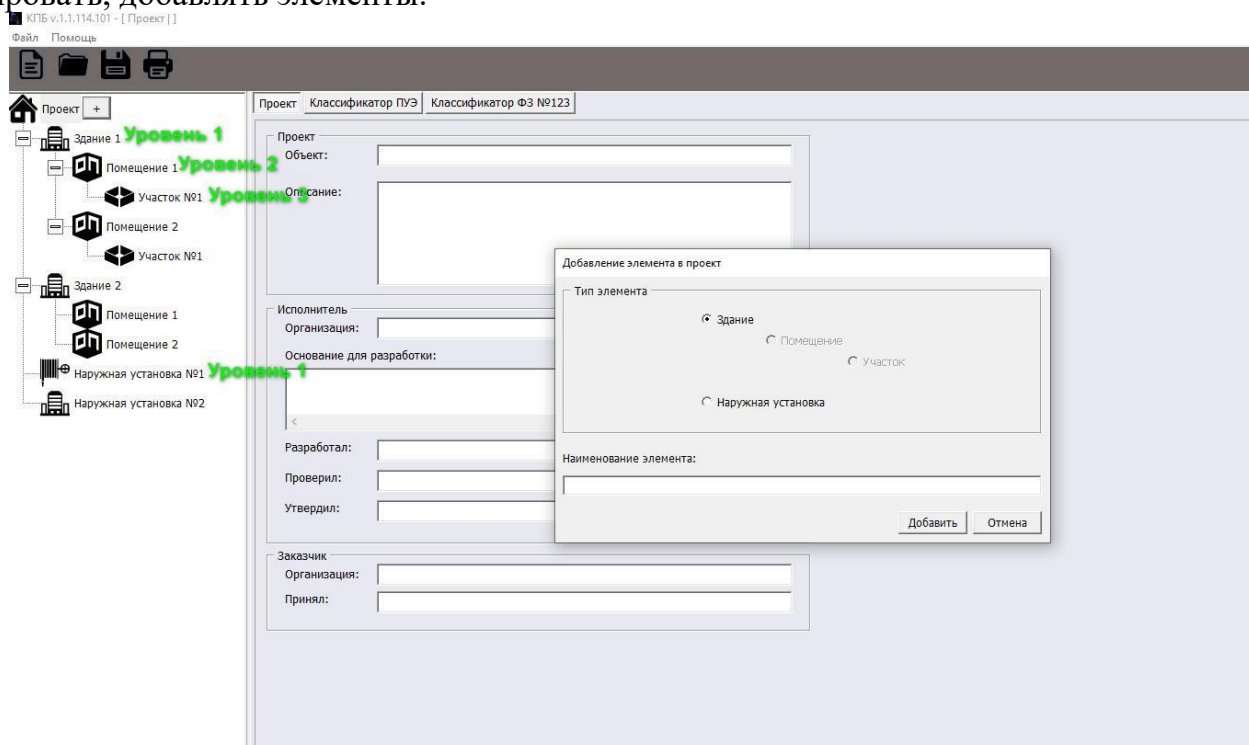 ировать, добавлять элементы.
КПБ v.1.1.114.101 - [ Проект | ]
Файл Помощь
Проект +
Здание 1 Уровень 1
Помещение 1 Уровень 2
Участок №1 Уровень 3
Помещение 2
Участок №1
Здание 2
Помещение 1
Помещение 2
Наружная установка №1 Уровень 1
Наружная установка №2
Проект Классификатор ПУЭ Классификатор ФЗ №123
Проект
Объект:
Описание:
Исполнитель
Организация:
Основание для разработки:
<
Разработал:
Проверил:
Утвердил:
Заказчик
Организация:
Принял:
Добавление элемента в проект
Тип элемента
Здание
Помещение
Участок
Наружная установка
Наименование элемента:
Добавить Отмена